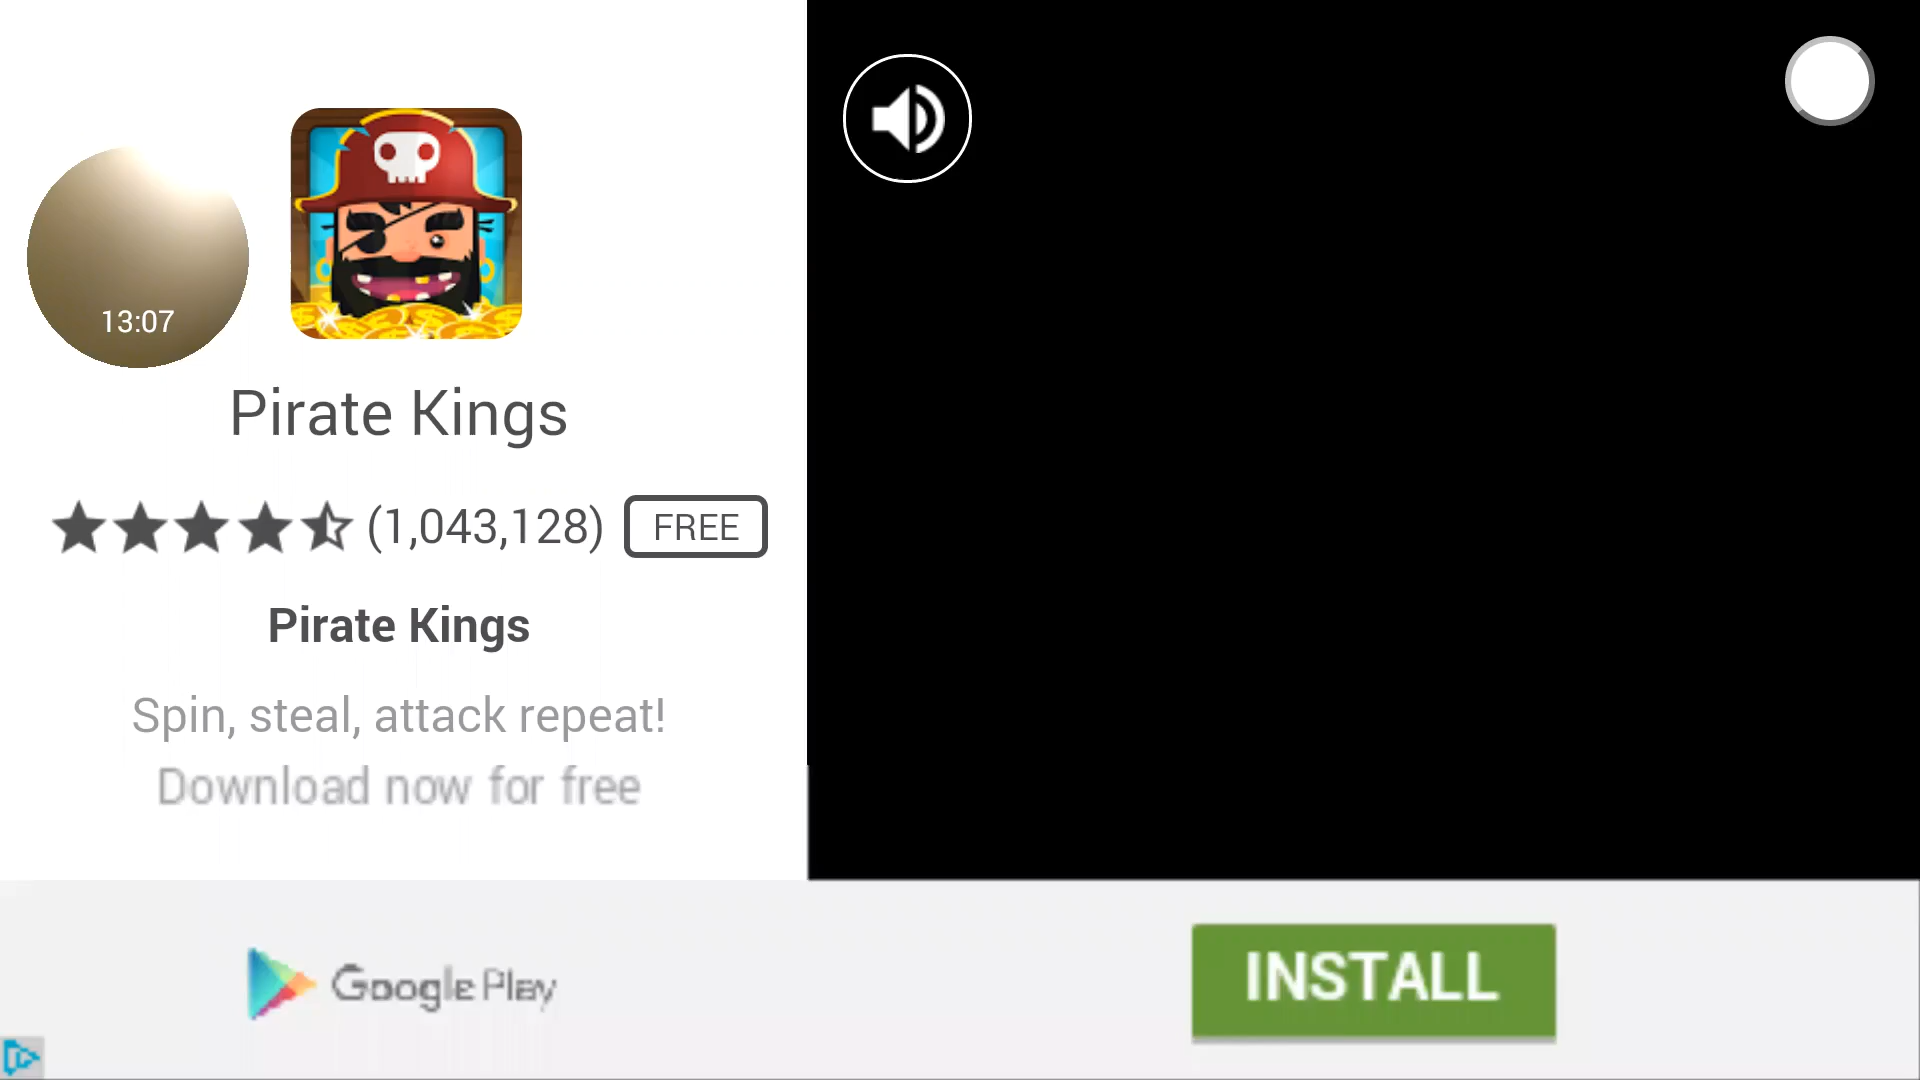 13:07
Pirate Kings
(1,043,128) FREE
Pirate Kings
Spin, steal, attack repeat!
Download now for free
Google Play
INSTALL